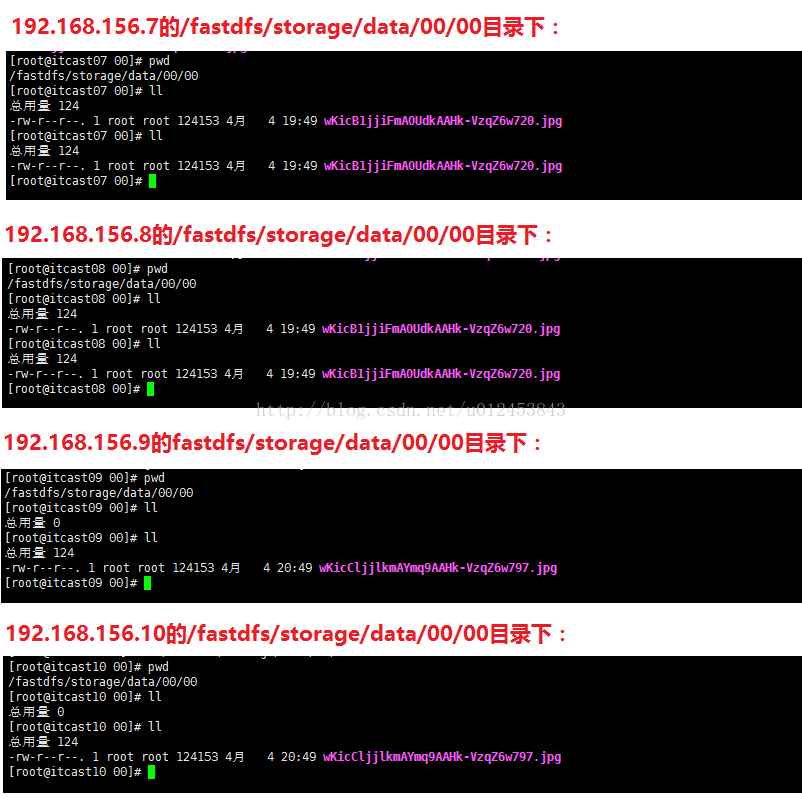 192.168.156.7的/fastdfs/storage/data/00/00目录下：
[root@itcast07 00]# pwd
/fastdfs/storage/data/00/00
[root@itcast07 00]# ll
总用量 124
-rw-r--r--. 1 root root 124153 4月   4 19:49 wKicB1jjiFmAOUdkAAHk-VzqZ6w720.jpg
[root@itcast07 00]# ll
总用量 124
-rw-r--r--. 1 root root 124153 4月   4 19:49 wKicB1jjiFmAOUdkAAHk-VzqZ6w720.jpg
[root@itcast07 00]#
192.168.156.8的/fastdfs/storage/data/00/00目录下：
[root@itcast08 00]# pwd
/fastdfs/storage/data/00/00
[root@itcast08 00]# ll
总用量 124
-rw-r--r--. 1 root root 124153 4月   4 19:49 wKicB1jjiFmAOUdkAAHk-VzqZ6w720.jpg
[root@itcast08 00]# ll
总用量 124
-rw-r--r--. 1 root root 124153 4月   4 19:49 wKicB1jjiFmAOUdkAAHk-VzqZ6w720.jpg
[root@itcast08 00]#
http://blog.csdn.net/u012453843
192.168.156.9的fastdfs/storage/data/00/00目录下：
[root@itcast09 00]# pwd
/fastdfs/storage/data/00/00
[root@itcast09 00]# ll
总用量 0
[root@itcast09 00]# ll
总用量 124
-rw-r--r--. 1 root root 124153 4月   4 20:49 wKicCljjlkmAYmq9AAHk-VzqZ6w797.jpg
[root@itcast09 00]#
192.168.156.10的/fastdfs/storage/data/00/00目录下：
[root@itcast10 00]# pwd
/fastdfs/storage/data/00/00
[root@itcast10 00]# ll
总用量 0
[root@itcast10 00]# ll
总用量 124
-rw-r--r--. 1 root root 124153 4月   4 20:49 wKicCljjlkmAYmq9AAHk-VzqZ6w797.jpg
[root@itcast10 00]#